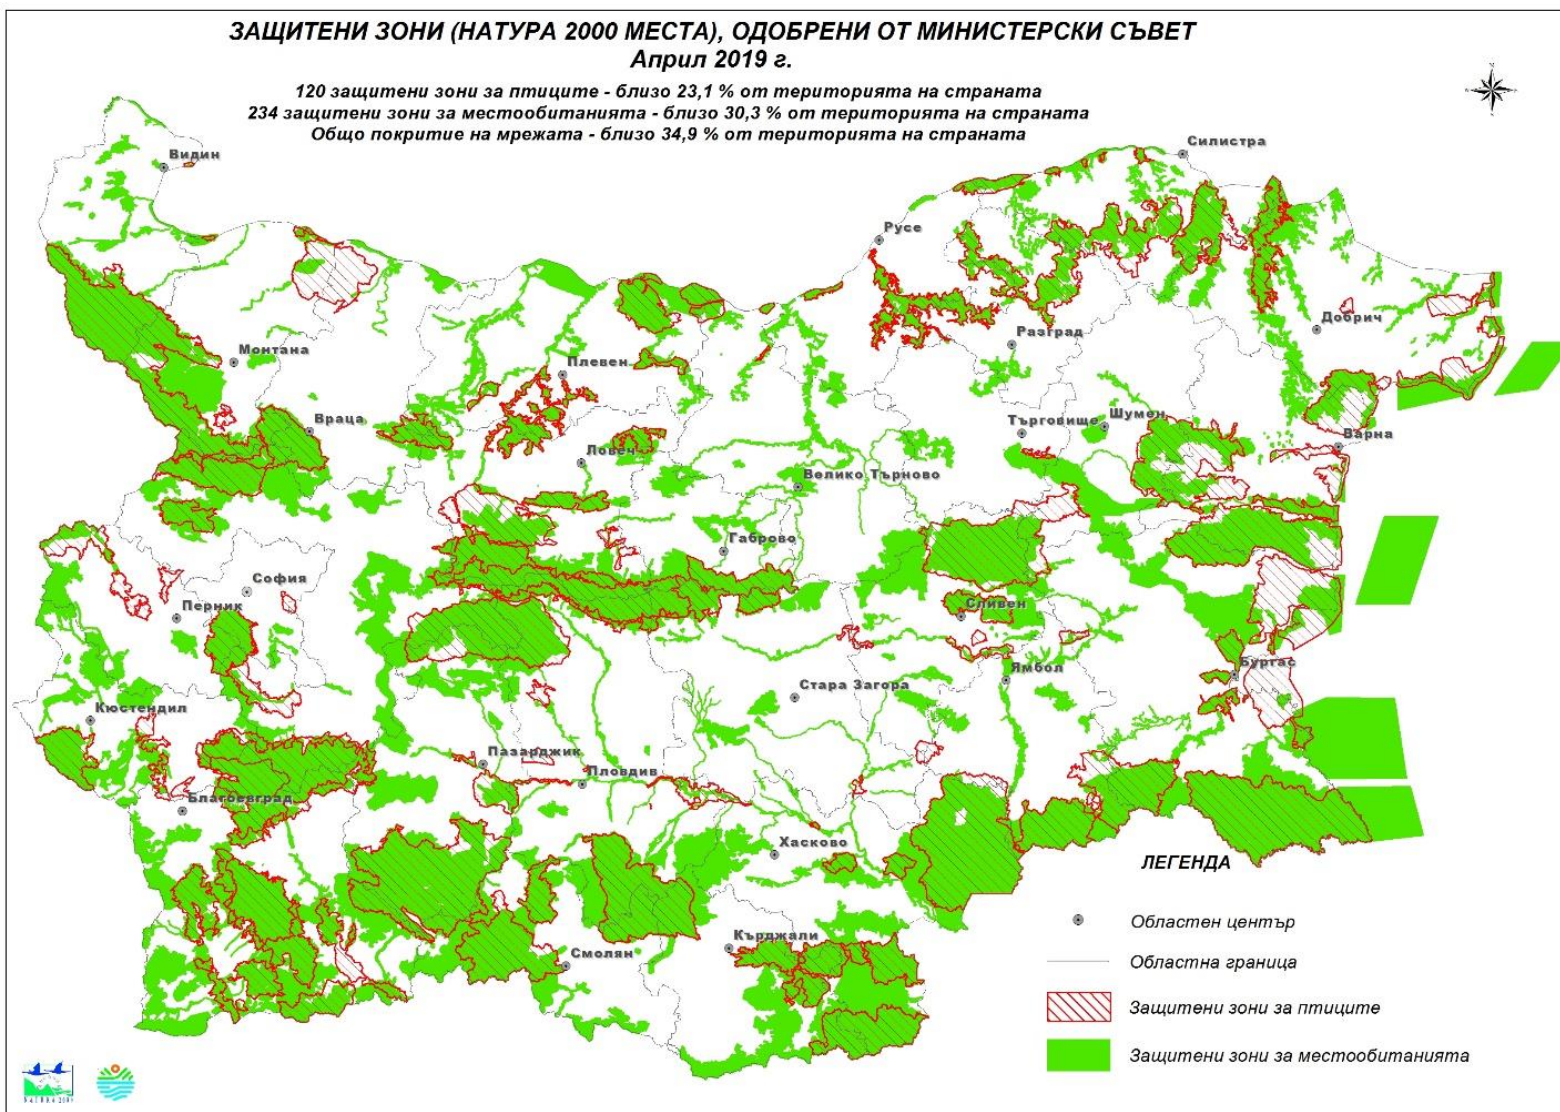 ЗАЩИТЕНИ ЗОНИ (НАТУРА 2000 МЕСТА), ОДОБРЕНИ ОТ МИНИСТЕРСКИ СЪВЕТ
Април 2019 г.
120 защитени зони за птиците - близо 23,1 % от територията на страната
234 защитени зони за местообитанията - близо 30,3 % от територията на страната
Общо покритие на мрежата - близо 34,9 % от територията на страната
Видин
Силистра
Русе
Добрич
Разград
Монтана
Плевен
Враца
Търговище
Шумен
Варна
Ловеч
Велико Търново
Габрово
София
Перник
Сливен
Бургас
Ямбол
Стара Загора
Кюстендил
Пазарджик
Пловдив
Благоевград
Хасково
Кърджали
Смолян
ЛЕГЕНДА
Областен център
Областна граница
Защитени зони за птиците
Защитени зони за местообитанията